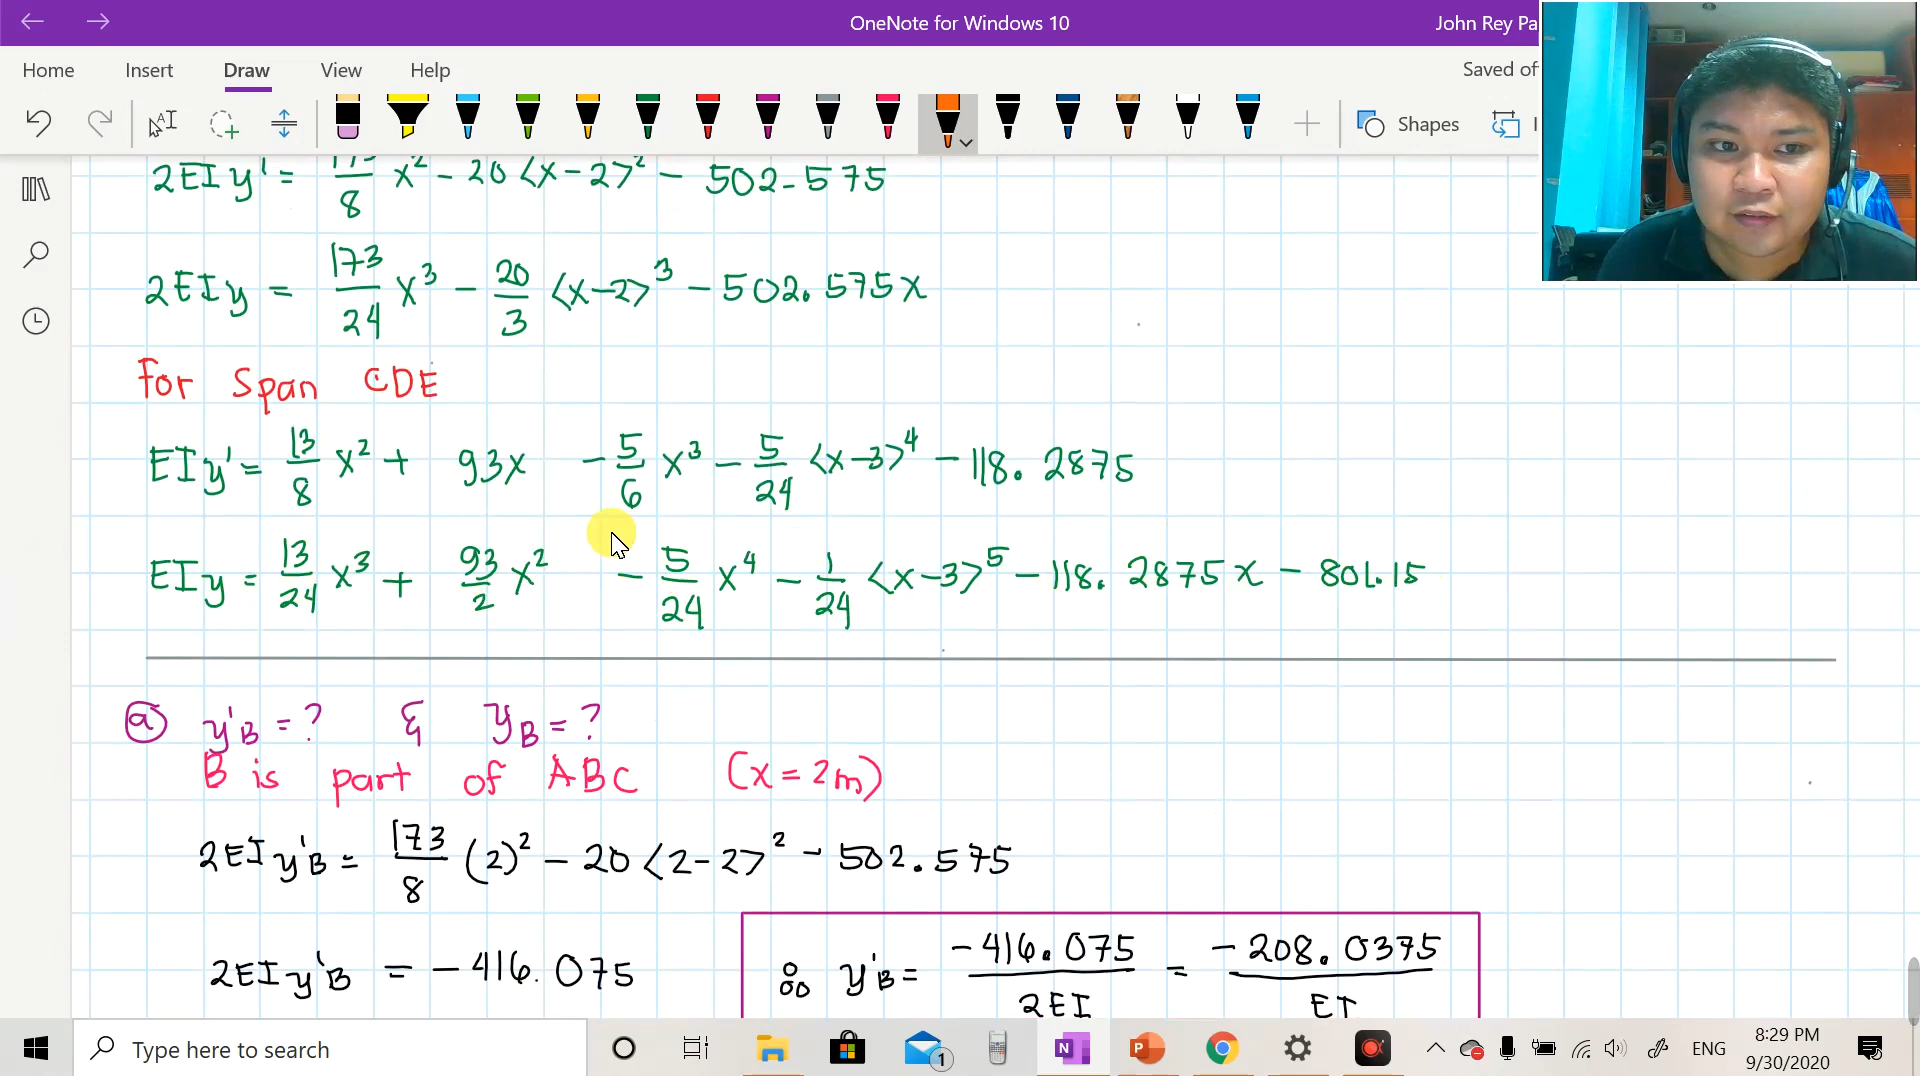 OneNote for Windows 10
John Rey Pa
Home Insert Draw View Help
Saved of
Shapes
2EIy' = 173/8 x² - 20 <x-2>² - 502.575
2EIy = 173/24 x³ - 20/3 <x-2>³ - 502.575x
For Span CDE
EIy' = 13/8 x² + 93x - 5/6 x³ - 5/24 <x-3>⁴ - 118.2875
EIy = 13/24 x³ + 93/2 x² - 5/24 x⁴ - 1/24 <x-3>⁵ - 118.2875x - 801.15
a y'B = ? & yB = ?
B is part of ABC (x = 2m)
2EIy'B = 173/8 (2)² - 20 <2-2>² - 502.575
2EIy'B = -416.075
∴ y'B = -416.075/2EI = -208.0375/EI
Type here to search
1
ENG
8:29 PM
9/30/2020